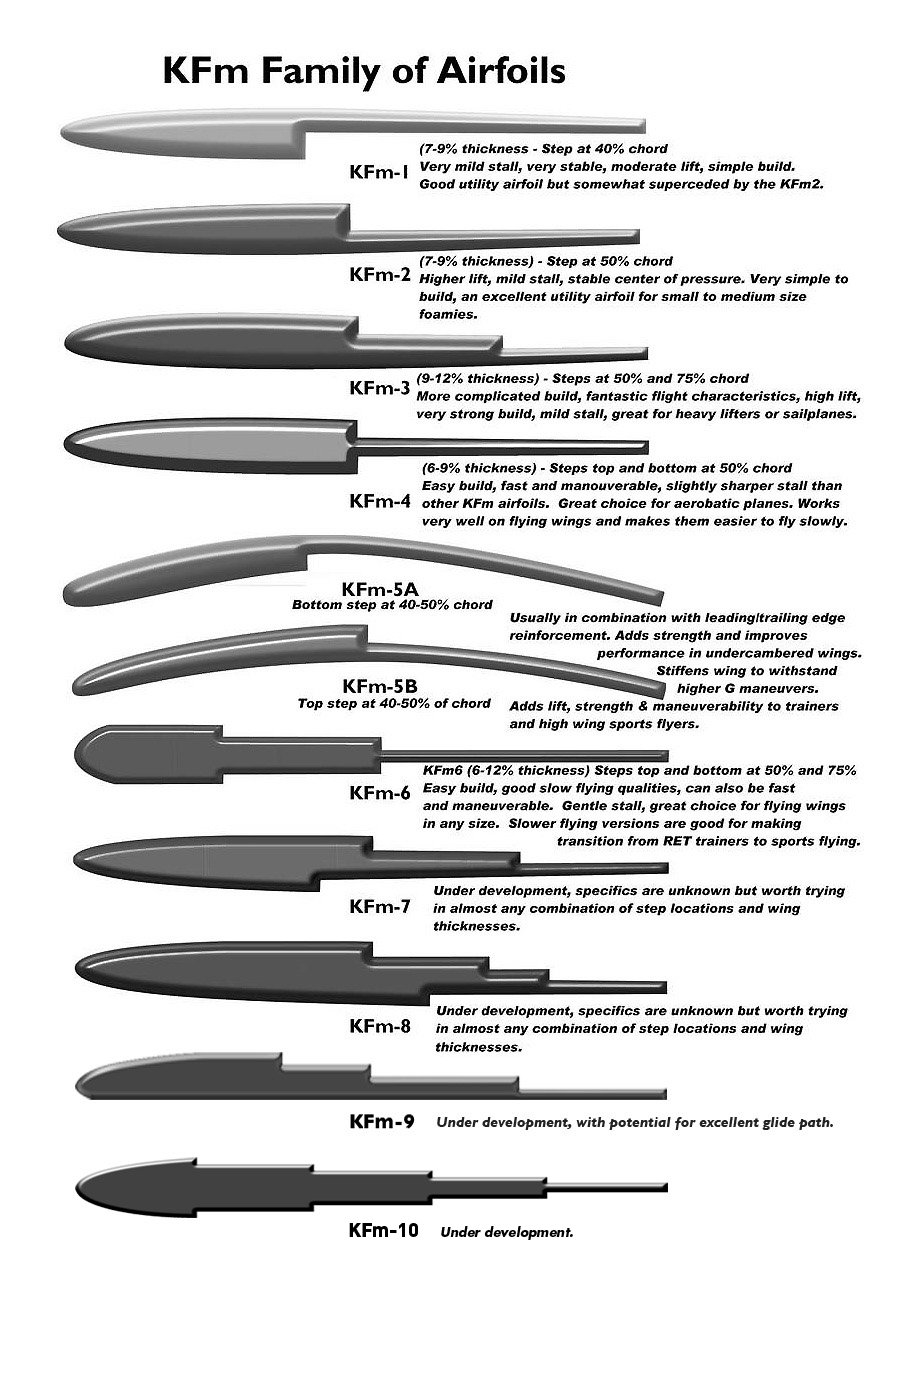 KFm Family of Airfoils
(7-9% thickness - Step at 40% chord
KFm-1 Very mild stall, very stable, moderate lift, simple build.
Good utility airfoil but somewhat superceded by the KFm2.
(7-9% thickness) - Step at 50% chord
KFm-2 Higher lift, mild stall, stable center of pressure. Very simple to
build, an excellent utility airfoil for small to medium size
foamies.
(9-12% thickness) - Steps at 50% and 75% chord
KFm-3 More complicated build, fantastic flight characteristics, high lift,
very strong build, mild stall, great for heavy lifters or sailplanes.
(6-9% thickness) - Steps top and bottom at 50% chord
Easy build, fast and manouverable, slightly sharper stall than
KFm-4 other KFm airfoils. Great choice for aerobatic planes. Works
very well on flying wings and makes them easier to fly slowly.
KFm-5A
Bottom step at 40-50% chord
Usually in combination with leading/trailing edge
reinforcement. Adds strength and improves
performance in undercambered wings.
Stiffens wing to withstand
higher G maneuvers.
KFm-5B
Top step at 40-50% of chord
Adds lift, strength & maneuverability to trainers
and high wing sports flyers.
KFm6 (6-12% thickness) Steps top and bottom at 50% and 75%
KFm-6 Easy build, good slow flying qualities, can also be fast
and maneuverable. Gentle stall, great choice for flying wings
in any size. Slower flying versions are good for making
transition from RET trainers to sports flying.
Under development, specifics are unknown but worth trying
KFm-7 in almost any combination of step locations and wing
thicknesses.
Under development, specifics are unknown but worth trying
KFm-8 in almost any combination of step locations and wing
thicknesses.
KFm-9 Under development, with potential for excellent glide path.
KFm-10 Under development.